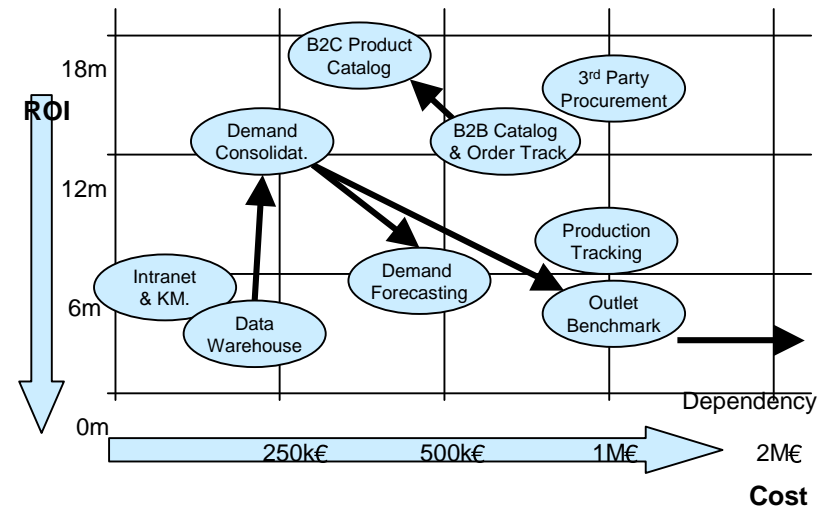 B2C Product
Catalog
18m
3rd Party
Procurement
ROI
Demand
Consolidat.
B2B Catalog
& Order Track
12m
Production
Tracking
Intranet
& KM.
Demand
Forecasting
6m
Outlet
Benchmark
Data
Warehouse
Dependency
0m
250k€
500k€
1M€
2M€
Cost